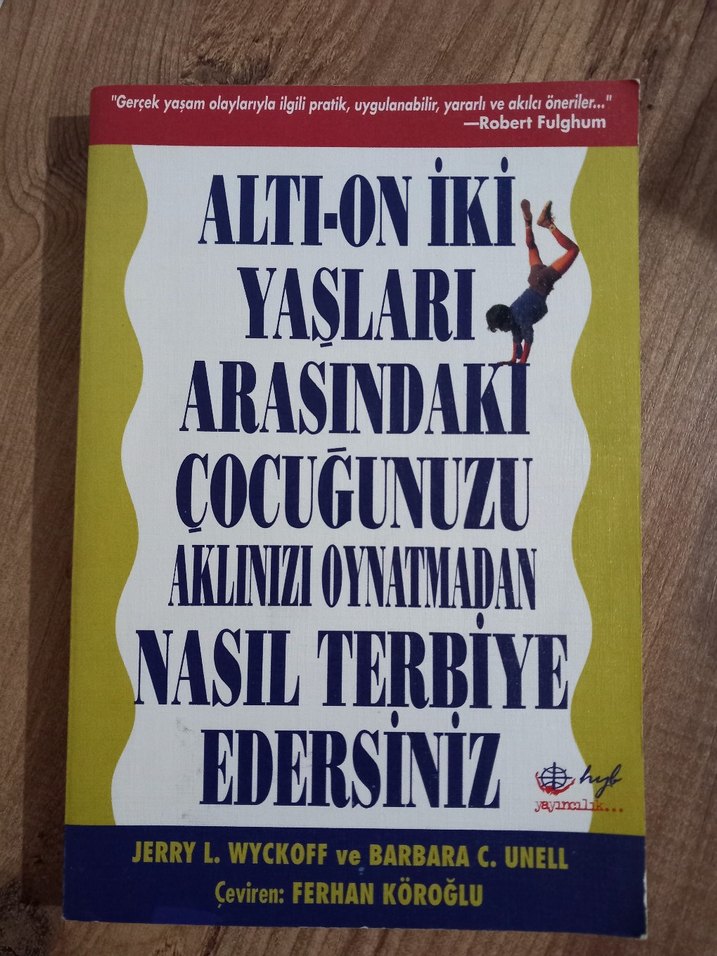 "Gerçek yaşam olaylarıyla ilgili pratik, uygulanabilir, yararlı ve akılcı öneriler..."
—Robert Fulghum
ALTI-ON İKİ
YAŞLARI
ARASINDAKİ
ÇOCUĞUNUZU
AKLINIZI OYNATMADAN
NASIL TERBİYE
EDERSİNİZ
hyb
yayıncılık...
JERRY L. WYCKOFF ve BARBARA C. UNELL
Çeviren: FERHAN KÖROĞLU